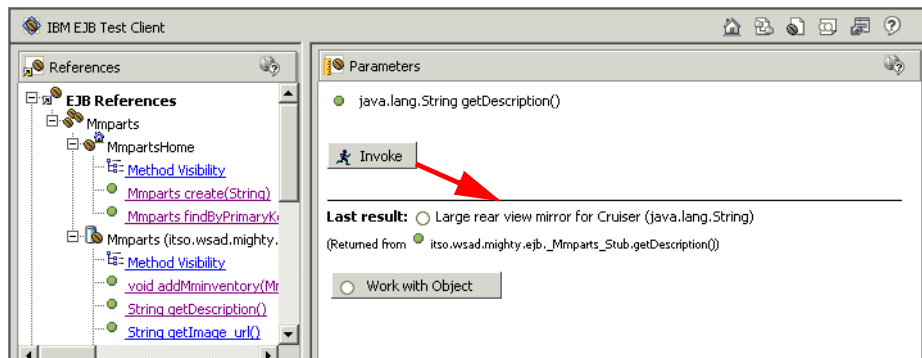 IBM EJB Test Client
References
EJB References
Mmparts
MmpartsHome
Method Visibility
Mmparts create(String)
Mmparts findByPrimaryKe
Mmparts (itso.wsad.mighty.
Method Visibility
void addMminventory(Mr
String getDescription()
String getImage_url()
Parameters
java.lang.String getDescription()
Invoke
Last result: Large rear view mirror for Cruiser (java.lang.String)
(Returned from itso.wsad.mighty.ejb._Mmparts_Stub.getDescription())
Work with Object